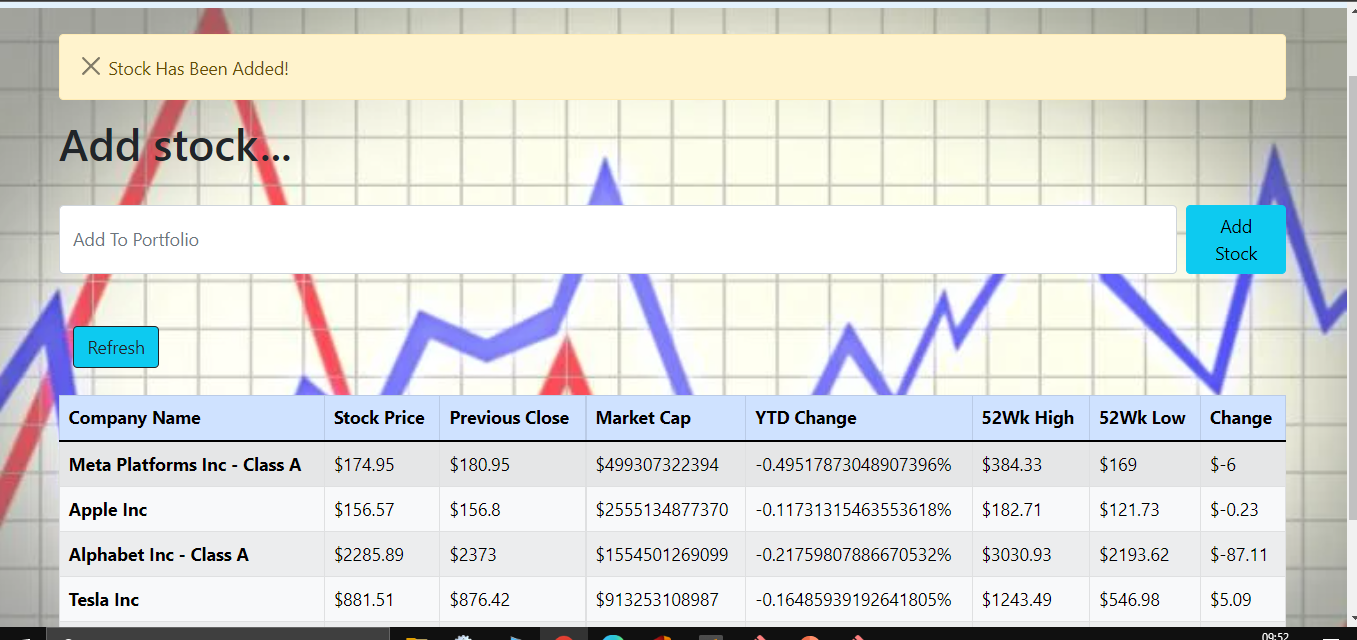 Stock Has Been Added!
Add stock...
Add To Portfolio
Add
Stock
Refresh
Company Name Stock Price Previous Close Market Cap YTD Change 52Wk High 52Wk Low Change
Meta Platforms Inc - Class A $174.95 $180.95 $499307322394 -0.49517873048907396% $384.33 $169 $-6
Apple Inc $156.57 $156.8 $2555134877370 -0.11731315463553618% $182.71 $121.73 $-0.23
Alphabet Inc - Class A $2285.89 $2373 $1554501269099 -0.21759807886670532% $3030.93 $2193.62 $-87.11
Tesla Inc $881.51 $876.42 $913253108987 -0.16485939192641805% $1243.49 $546.98 $5.09
09:52